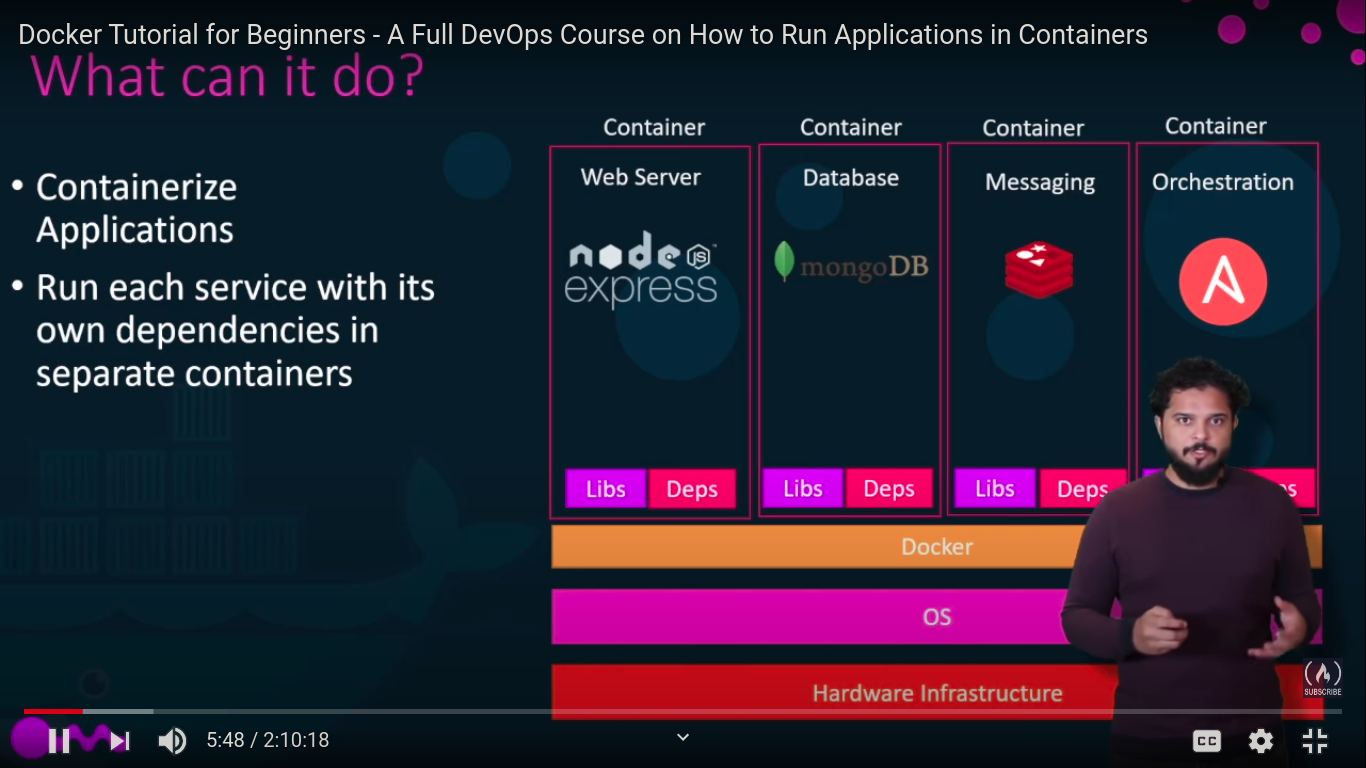 Docker Tutorial for Beginners - A Full DevOps Course on How to Run Applications in Containers
What can it do?
• Containerize
Applications
• Run each service with its
own dependencies in
separate containers
Container
Container
Container
Container
Web Server
Database
Messaging
Orchestration
node JS
express
mongoDB
Libs
Deps
Libs
Deps
Libs
Deps
Docker
OS
Hardware Infrastructure
SUBSCRIBE
5:48 / 2:10:18
CC